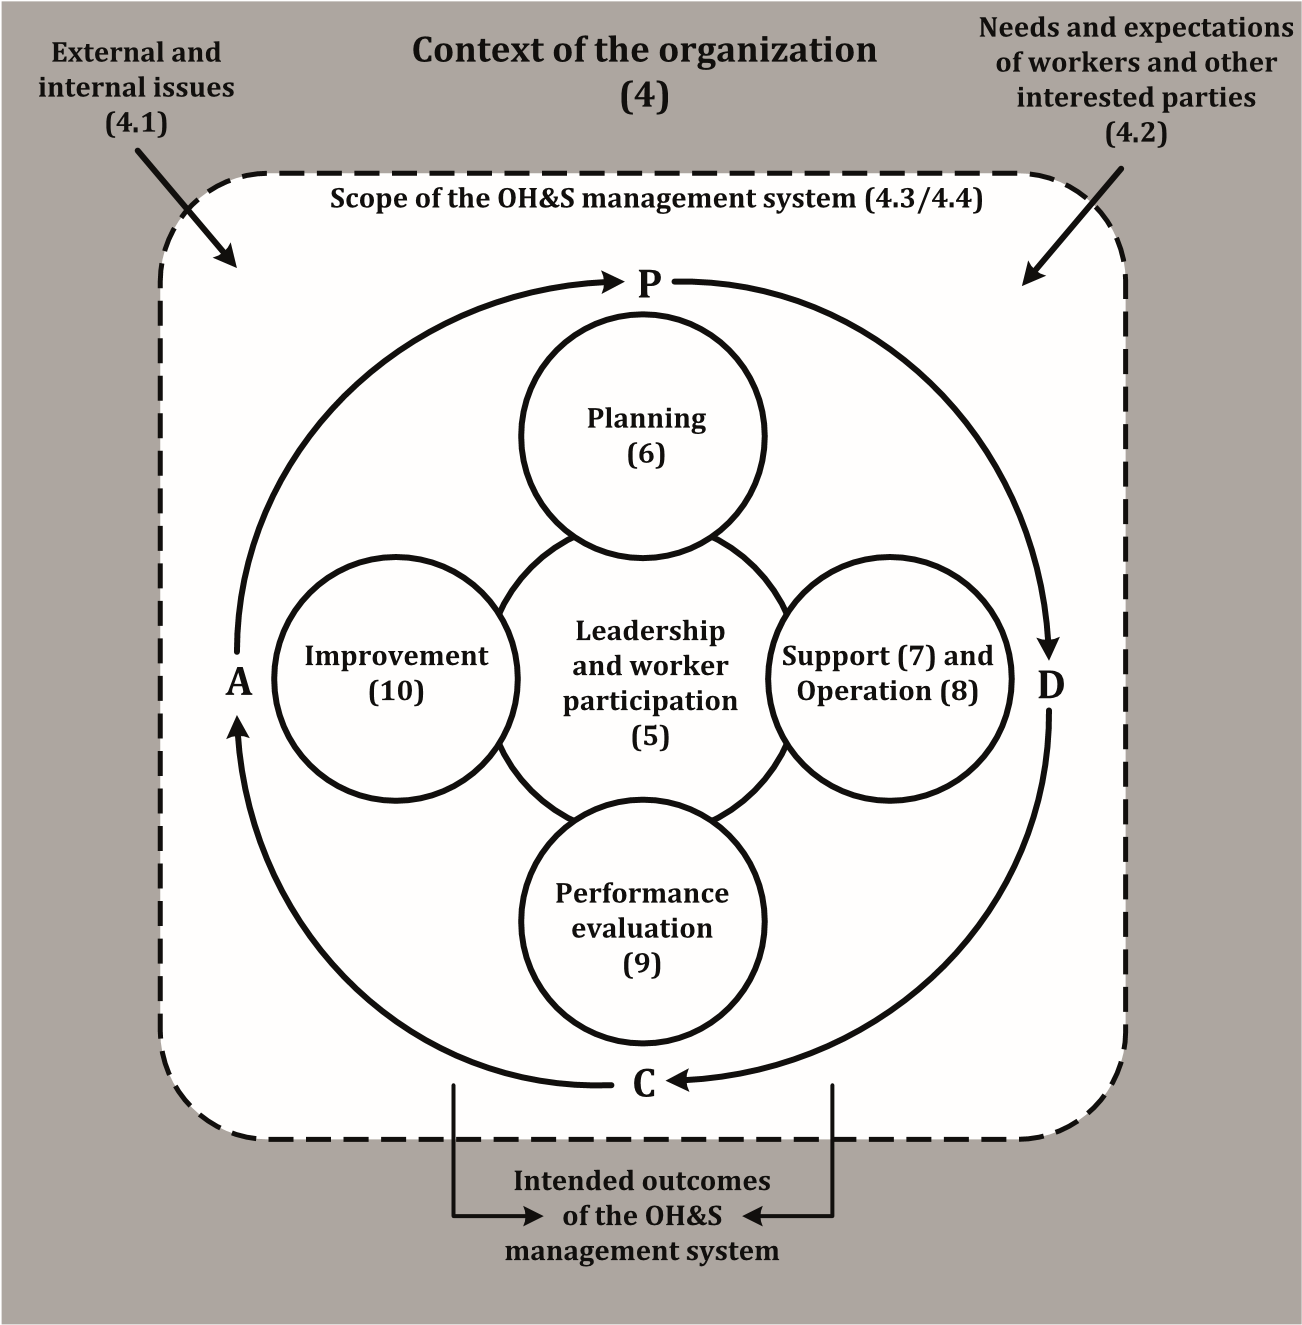 External and
internal issues
(4.1)
Context of the organization
(4)
Needs and expectations
of workers and other
interested parties
(4.2)
Scope of the OH&S management system (4.3/4.4)
P
Planning
(6)
A
Improvement
(10)
Leadership
and worker
participation
(5)
Support (7) and
Operation (8)
D
Performance
evaluation
(9)
C
Intended outcomes
of the OH&S
management system